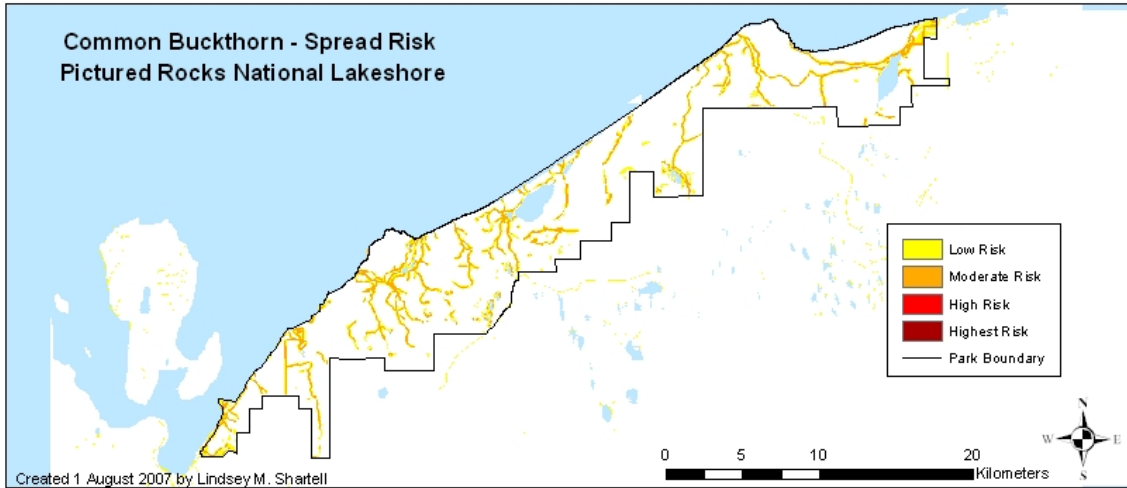 Common Buckthorn - Spread Risk
Pictured Rocks National Lakeshore
Low Risk
Moderate Risk
High Risk
Highest Risk
Park Boundary
N
W E
S
0 5 10 20
Kilometers
Created 1 August 2007 by Lindsey M. Shartell